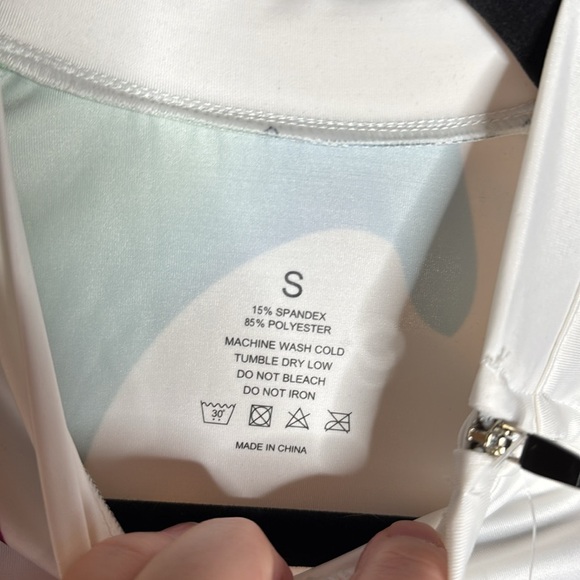 S
15% SPANDEX
85% POLYESTER
MACHINE WASH COLD
TUMBLE DRY LOW
DO NOT BLEACH
DO NOT IRON
30°
MADE IN CHINA